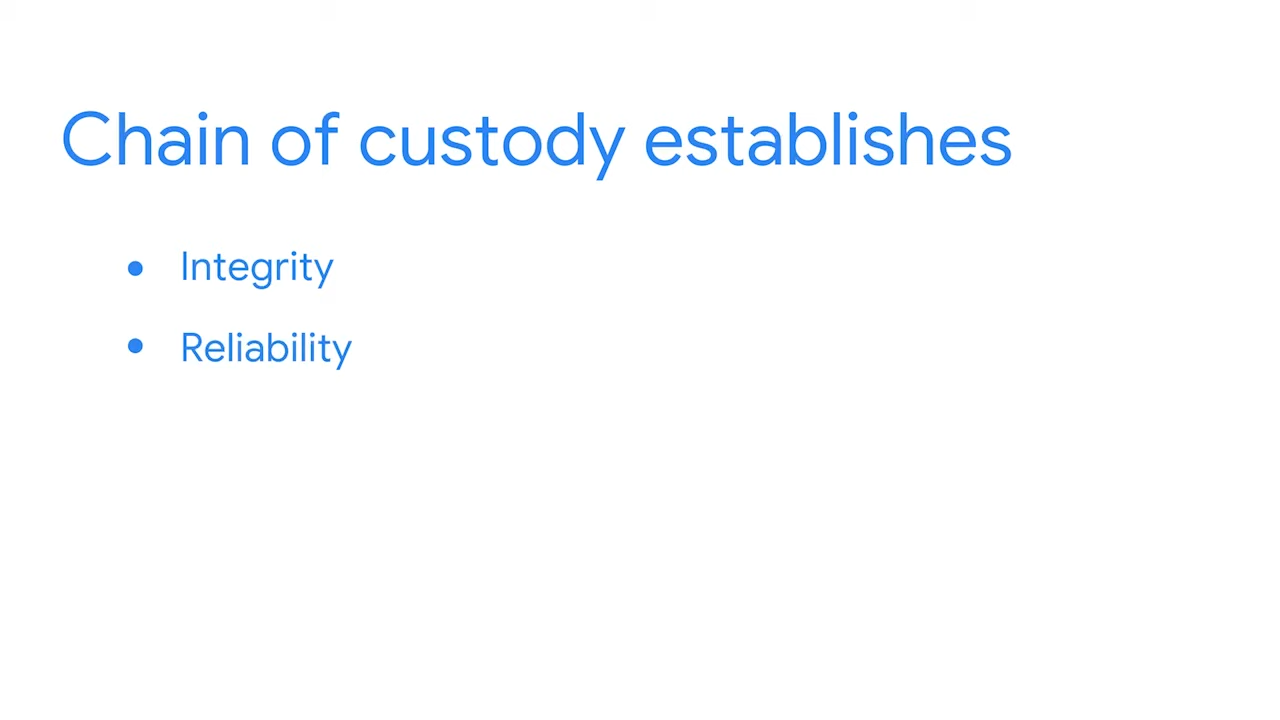 Chain of custody establishes
• Integrity
• Reliability